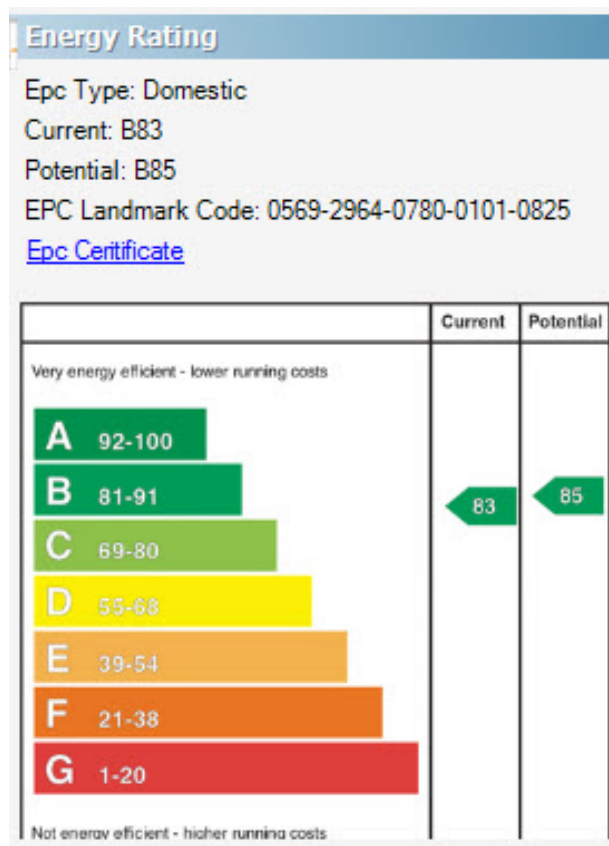 Energy Rating
Epc Type: Domestic
Current: B83
Potential: B85
EPC Landmark Code: 0569-2964-0780-0101-0825
Epc Ceritificate
Current Potential
Very energy efficient - lower running costs
A 92-100
B 81-91 83 85
C 69-80
D 55-68
E 39-54
F 21-38
G 1-20
Not energy efficient - higher running costs